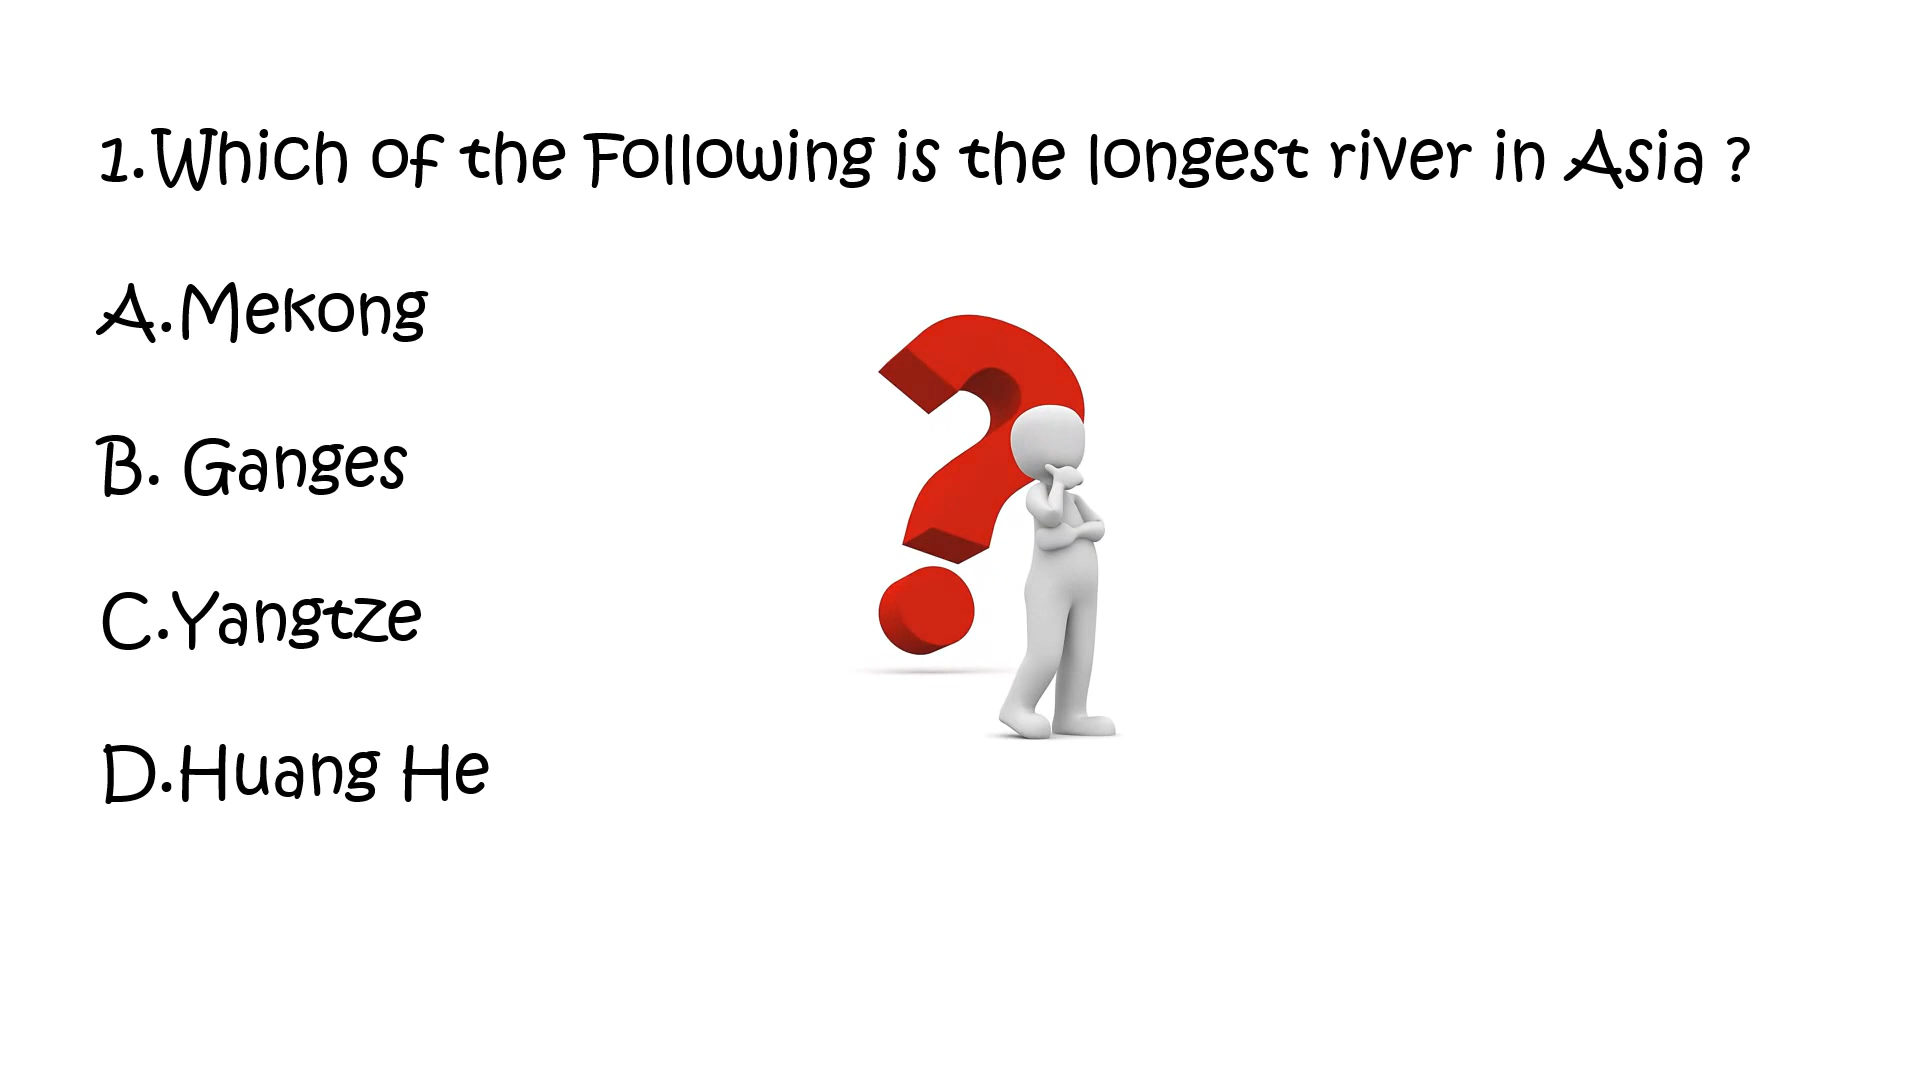 1.Which of the Following is the longest river in Asia ?
A.Mekong
B. Ganges
C.Yangtze
D.Huang He